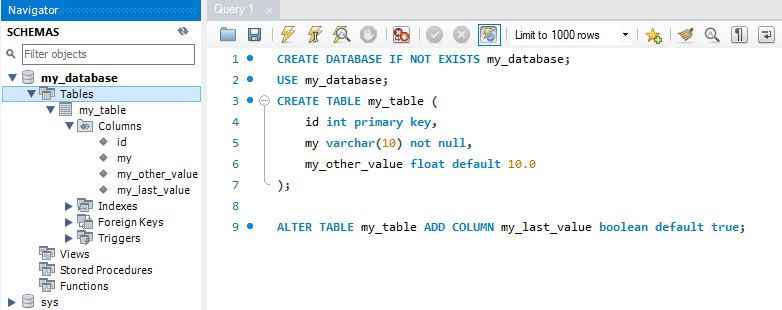 Navigator
SCHEMAS
Filter objects
my_database
Tables
my_table
Columns
id
my
my_other_value
my_last_value
Indexes
Foreign Keys
Triggers
Views
Stored Procedures
Functions
sys
Query 1
Limit to 1000 rows
1 CREATE DATABASE IF NOT EXISTS my_database;
2 USE my_database;
3 CREATE TABLE my_table (
4 id int primary key,
5 my varchar(10) not null,
6 my_other_value float default 10.0
7 );
8
9 ALTER TABLE my_table ADD COLUMN my_last_value boolean default true;